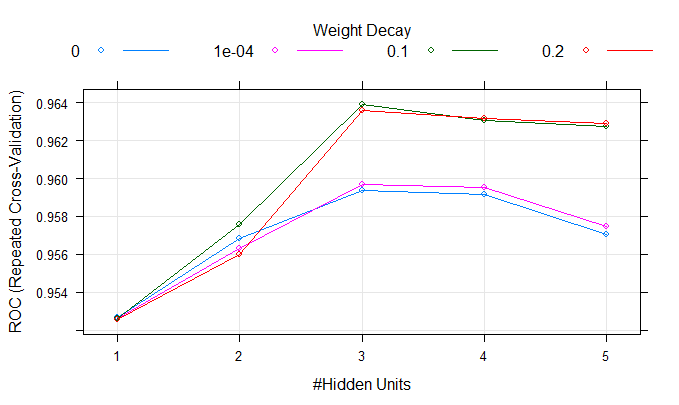 Weight Decay
0 1e-04 0.1 0.2
ROC (Repeated Cross-Validation)
0.964
0.962
0.960
0.958
0.956
0.954
1 2 3 4 5
#Hidden Units